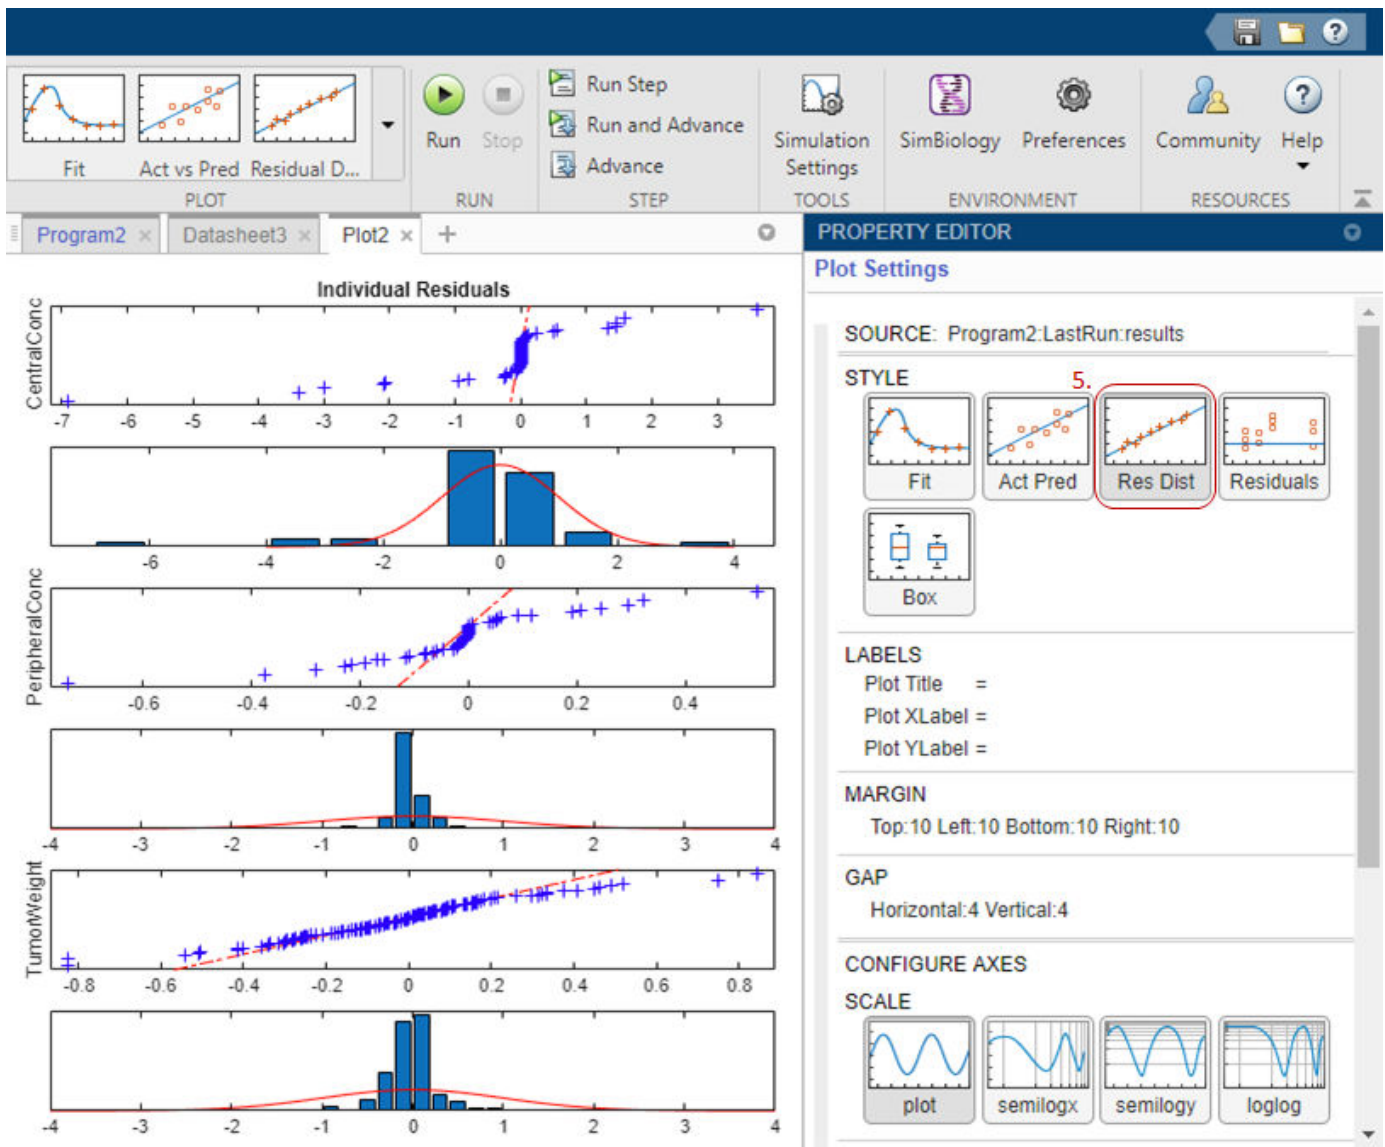 Fit Act vs Pred Residual D...
PLOT
Run Stop
RUN
Run Step
Run and Advance
Advance
STEP
Simulation Settings
TOOLS
SimBiology Preferences
ENVIRONMENT
Community Help
RESOURCES
Program2 × Datasheet3 × Plot2 × +
Individual Residuals
CentralConc
-7 -6 -5 -4 -3 -2 -1 0 1 2 3
-6 -4 -2 0 2 4
PeripheralConc
-0.6 -0.4 -0.2 0 0.2 0.4
-4 -3 -2 -1 0 1 2 3 4
TumorWeight
-0.8 -0.6 -0.4 -0.2 0 0.2 0.4 0.6 0.8
-4 -3 -2 -1 0 1 2 3 4
PROPERTY EDITOR
Plot Settings
SOURCE: Program2:LastRun:results
STYLE
5.
Fit Act Pred Res Dist Residuals
Box
LABELS
Plot Title =
Plot XLabel =
Plot YLabel =
MARGIN
Top:10 Left:10 Bottom:10 Right:10
GAP
Horizontal:4 Vertical:4
CONFIGURE AXES
SCALE
plot semilogx semilogy loglog